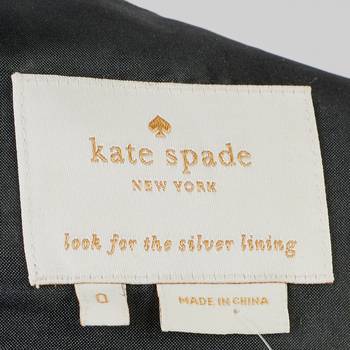 kate spade
NEW YORK
look for the silver lining
0
MADE IN CHINA